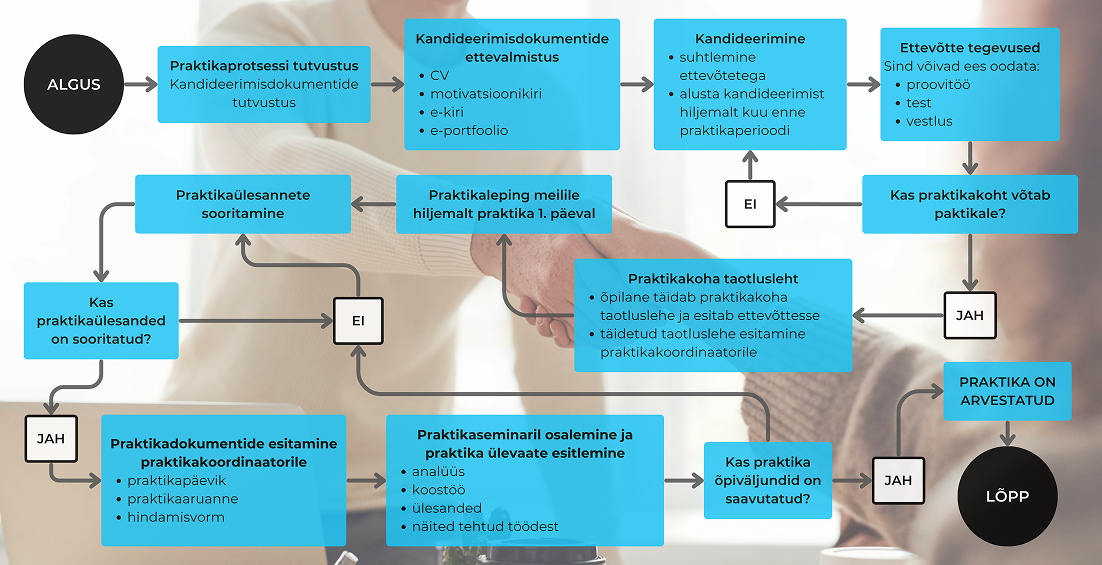 ALGUS
Praktikaprotsessi tutvustus
Kandideerimisdokumentide
tutvustus
Kandideerimisdokumentide
ettevalmistus
• CV
• motivatsioonikiri
• e-kiri
• e-portfoolio
Kandideerimine
• suhtlemine
ettevõtetega
• alusta kandideerimist
hiljemalt kuu enne
praktikaperioodi
Ettevõtte tegevused
Sind võivad ees oodata:
• proovitöö
• test
• vestlus
Kas praktikakoht võtab
paktikale?
EI
JAH
Praktikakoha taotlusleht
• õpilane täidab praktikakoha
taotluslehe ja esitab ettevõttesse
• täidetud taotluslehe esitamine
praktikakoordinaatorile
Praktikaleping meilile
hiljemalt praktika 1. päeval
Praktikaülesannete
sooritamine
Kas
praktikaülesanded
on sooritatud?
EI
JAH
Praktikadokumentide esitamine
praktikakoordinaatorile
• praktikapäevik
• praktikaaruanne
• hindamisvorm
Praktikaseminaril osalemine ja
praktika ülevaate esitlemine
• analüüs
• koostöö
• ülesanded
• näited tehtud töödest
Kas praktika
õpiväljundid on
saavutatud?
JAH
PRAKTIKA ON
ARVESTATUD
LÕPP